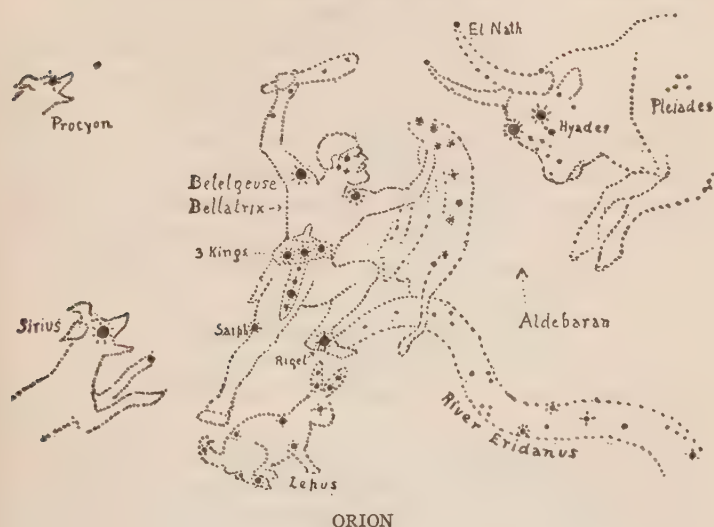 El Nath
Procyon
Pleiades
Hyades
Betelgeuse
Bellatrix→
3 Kings
Sirius
Saiph
Rigel
Aldebaran
River Eridanus
Lepus
ORION